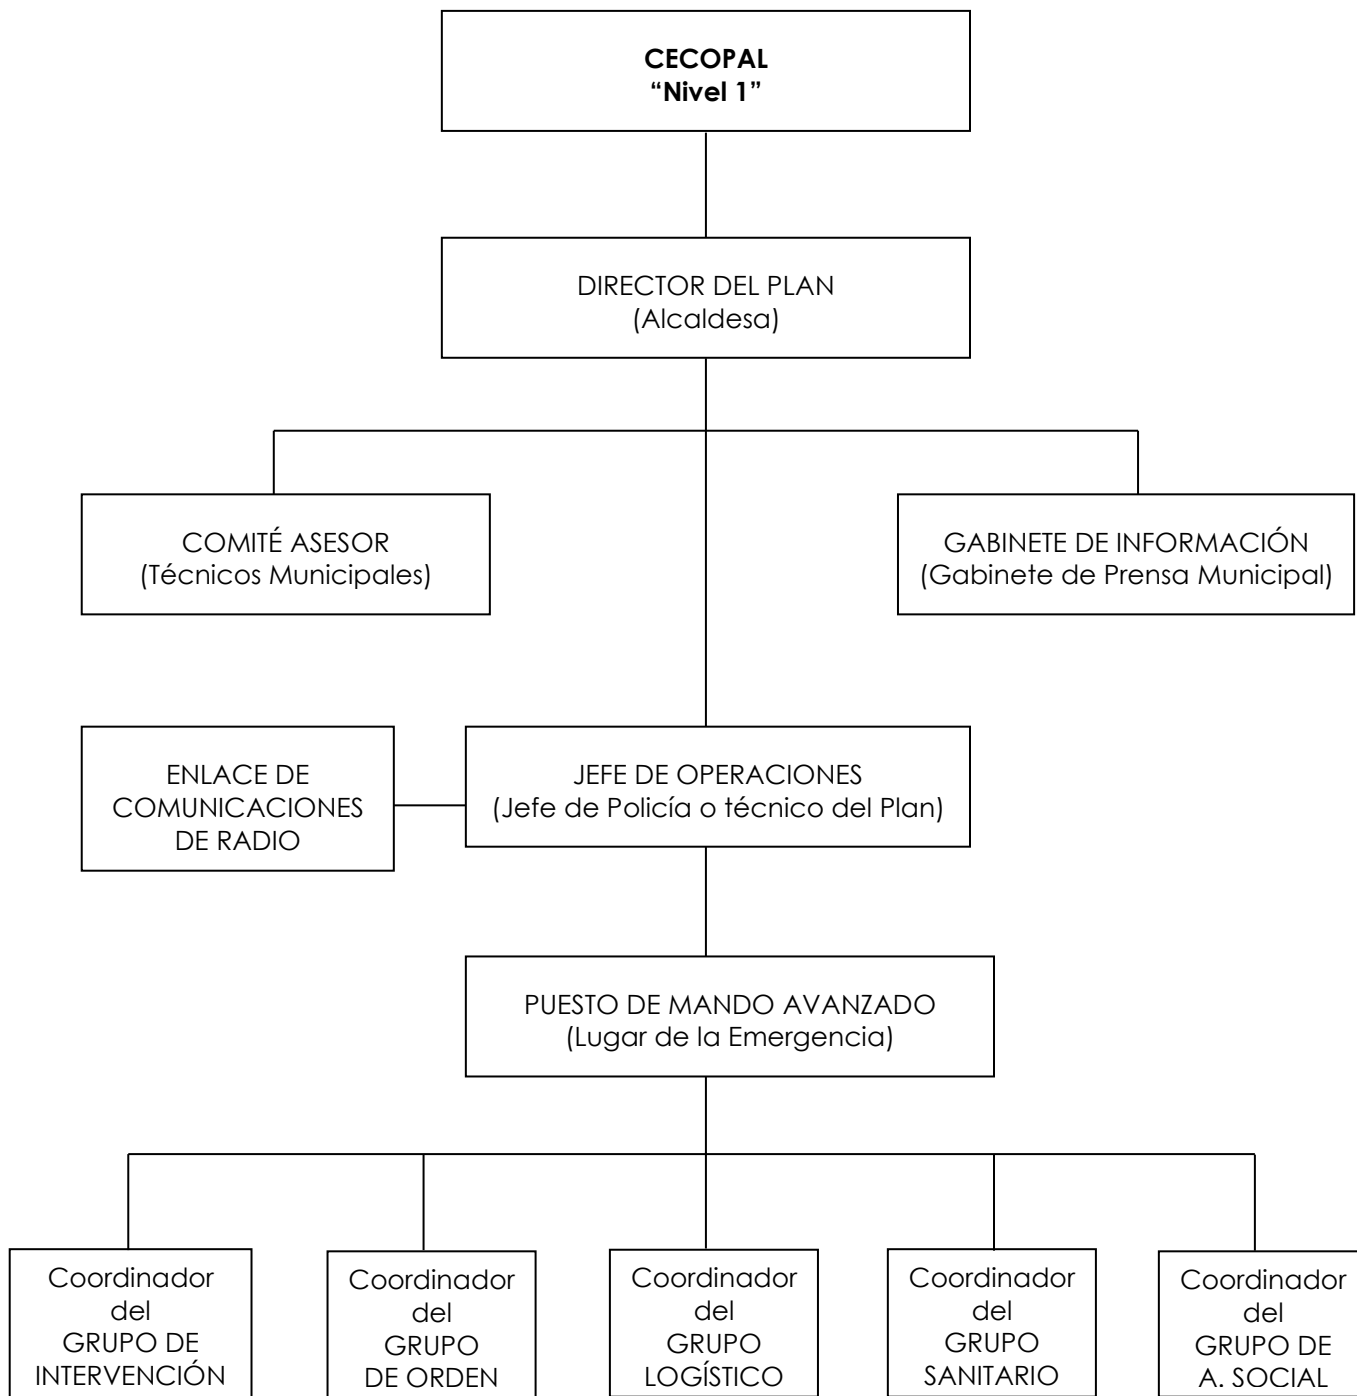 CECOPAL
“Nivel 1”
DIRECTOR DEL PLAN
(Alcaldesa)
COMITÉ ASESOR
(Técnicos Municipales)
GABINETE DE INFORMACIÓN
(Gabinete de Prensa Municipal)
ENLACE DE
COMUNICACIONES
DE RADIO
JEFE DE OPERACIONES
(Jefe de Policía o técnico del Plan)
PUESTO DE MANDO AVANZADO
(Lugar de la Emergencia)
Coordinador
del
GRUPO DE
INTERVENCIÓN
Coordinador
del
GRUPO
DE ORDEN
Coordinador
del
GRUPO
LOGÍSTICO
Coordinador
del
GRUPO
SANITARIO
Coordinador
del
GRUPO DE
A. SOCIAL